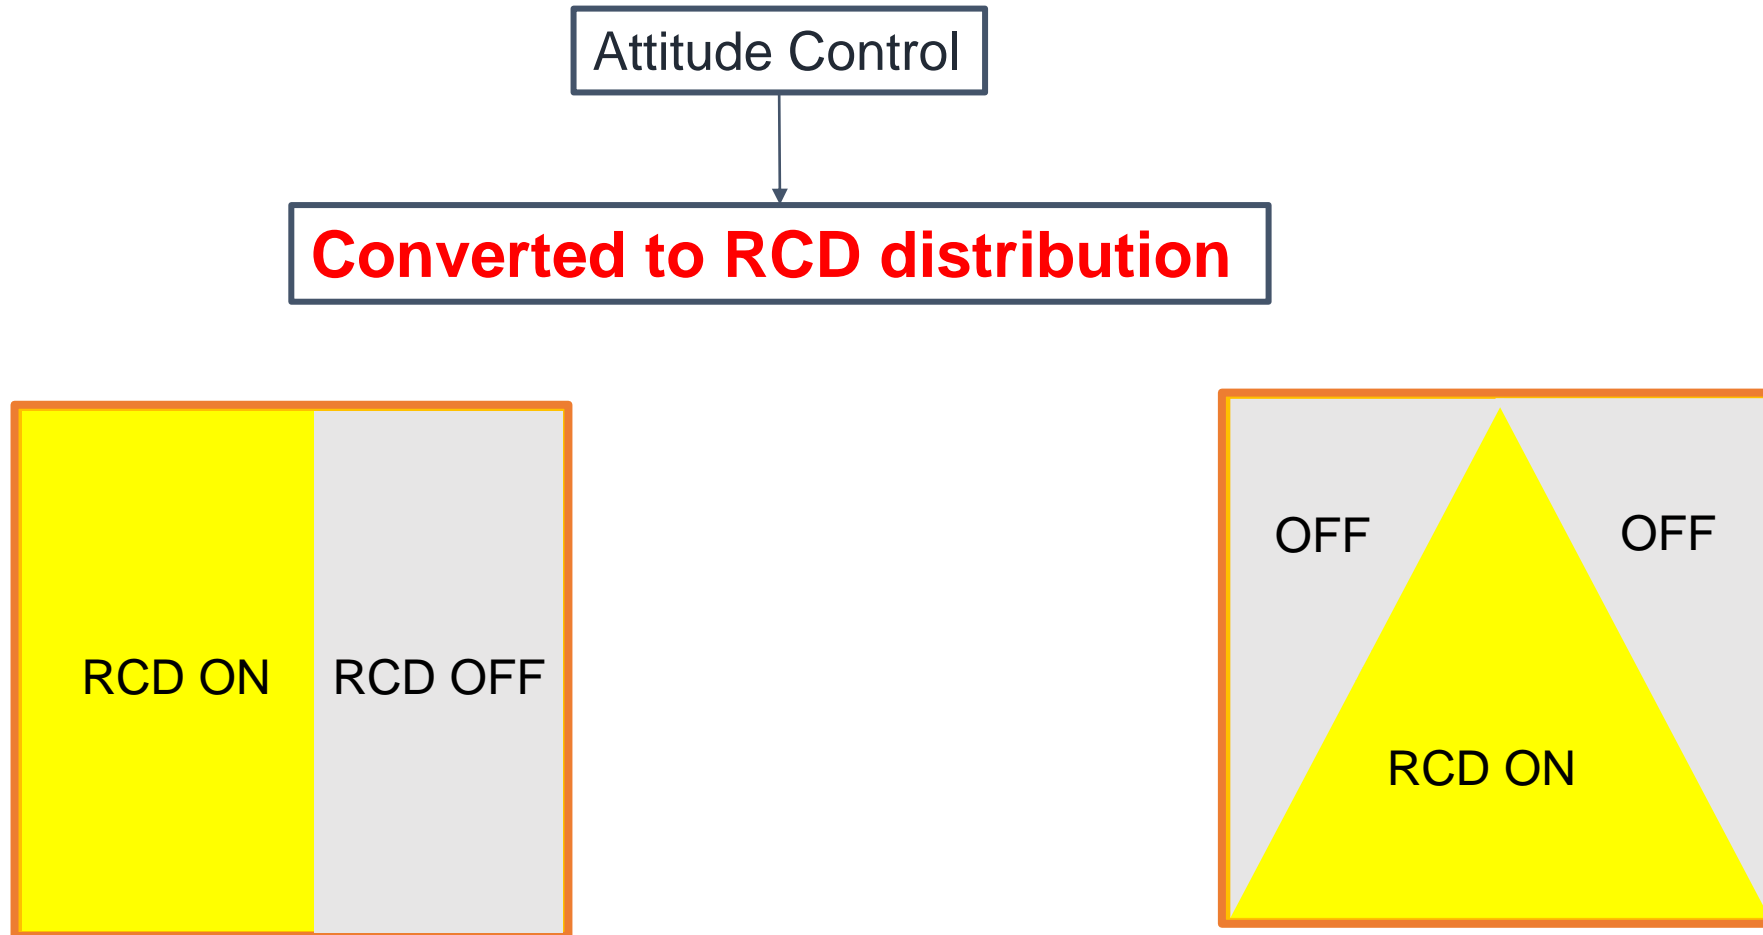 Attitude Control
Converted to RCD distribution
RCD ON
RCD OFF
OFF
OFF
RCD ON